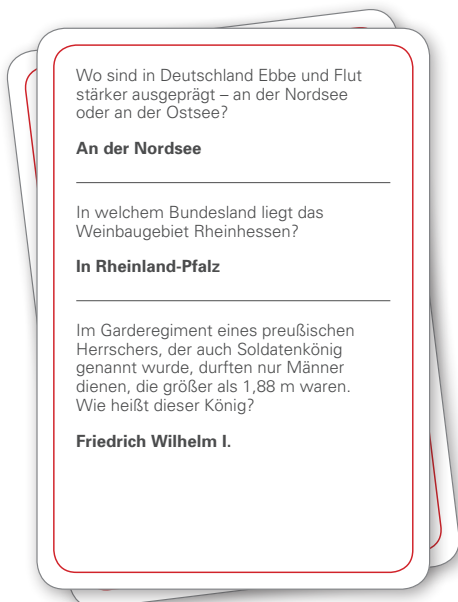 Wo sind in Deutschland Ebbe und Flut
stärker ausgeprägt – an der Nordsee
oder an der Ostsee?
An der Nordsee
In welchem Bundesland liegt das
Weinbaugebiet Rheinhessen?
In Rheinland-Pfalz
Im Garderegiment eines preußischen
Herrschers, der auch Soldatenkönig
genannt wurde, durften nur Männer
dienen, die größer als 1,88 m waren.
Wie heißt dieser König?
Friedrich Wilhelm I.